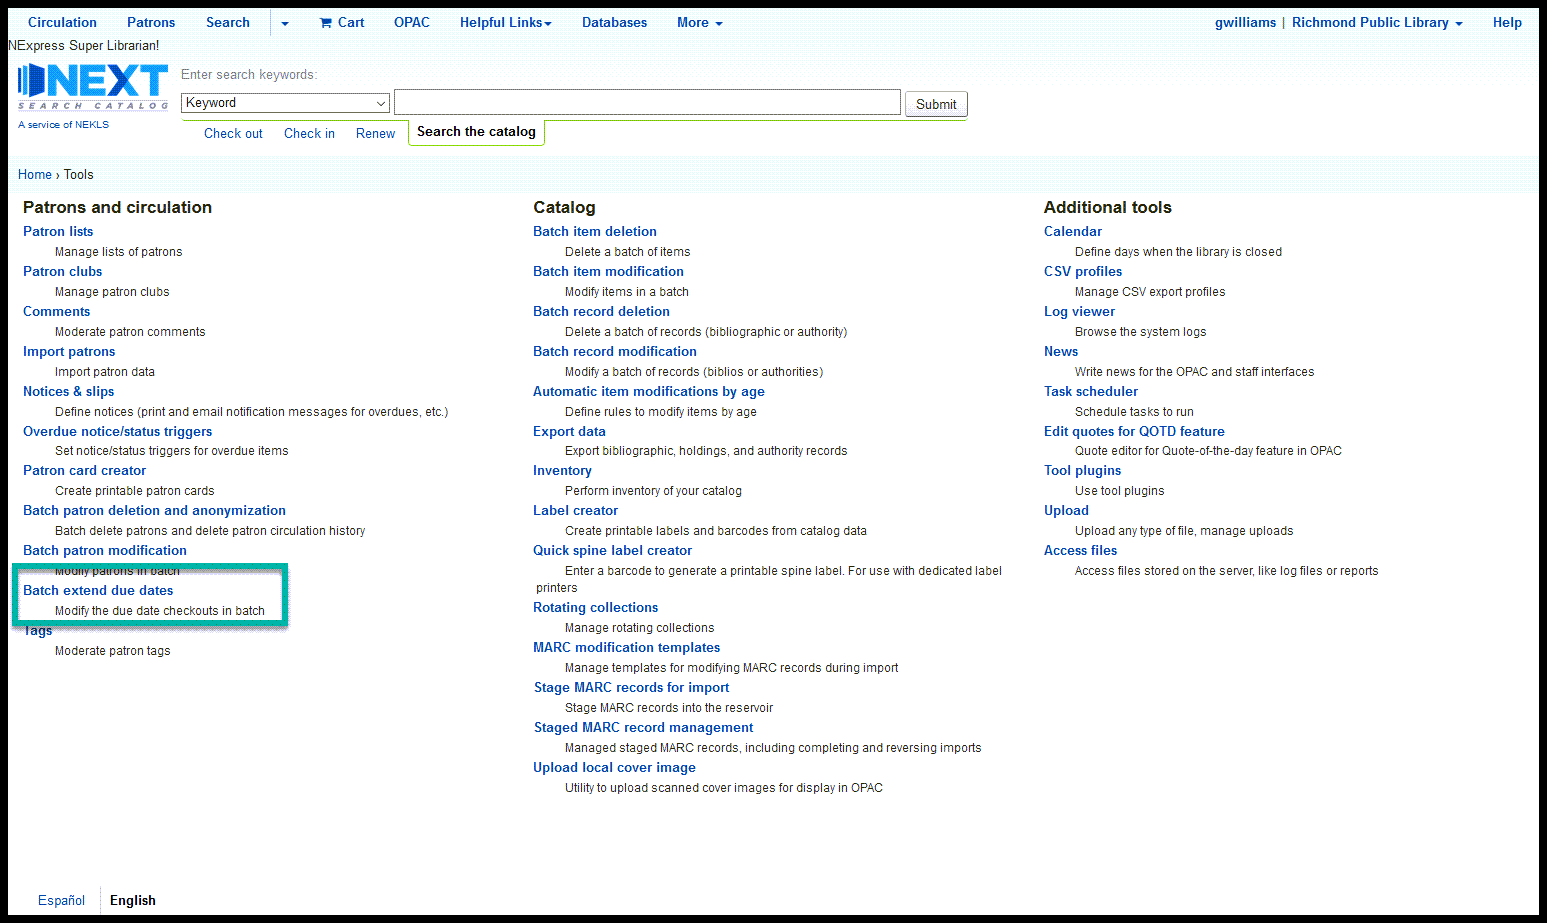 Circulation Patrons Search Cart OPAC Helpful Links Databases More gwilliams | Richmond Public Library Help
NExpress Super Librarian!
NEXT
SEARCH CATALOG
A service of NEKLS
Enter search keywords:
Keyword Submit
Check out Check in Renew Search the catalog
Home › Tools
Patrons and circulation
Patron lists
Manage lists of patrons
Patron clubs
Manage patron clubs
Comments
Moderate patron comments
Import patrons
Import patron data
Notices & slips
Define notices (print and email notification messages for overdues, etc.)
Overdue notice/status triggers
Set notice/status triggers for overdue items
Patron card creator
Create printable patron cards
Batch patron deletion and anonymization
Batch delete patrons and delete patron circulation history
Batch patron modification
Modify patrons in batch
Batch extend due dates
Modify the due date checkouts in batch
Tags
Moderate patron tags
Catalog
Batch item deletion
Delete a batch of items
Batch item modification
Modify items in a batch
Batch record deletion
Delete a batch of records (bibliographic or authority)
Batch record modification
Modify a batch of records (biblios or authorities)
Automatic item modifications by age
Define rules to modify items by age
Export data
Export bibliographic, holdings, and authority records
Inventory
Perform inventory of your catalog
Label creator
Create printable labels and barcodes from catalog data
Quick spine label creator
Enter a barcode to generate a printable spine label. For use with dedicated label
printers
Rotating collections
Manage rotating collections
MARC modification templates
Manage templates for modifying MARC records during import
Stage MARC records for import
Stage MARC records into the reservoir
Staged MARC record management
Managed staged MARC records, including completing and reversing imports
Upload local cover image
Utility to upload scanned cover images for display in OPAC
Additional tools
Calendar
Define days when the library is closed
CSV profiles
Manage CSV export profiles
Log viewer
Browse the system logs
News
Write news for the OPAC and staff interfaces
Task scheduler
Schedule tasks to run
Edit quotes for QOTD feature
Quote editor for Quote-of-the-day feature in OPAC
Tool plugins
Use tool plugins
Upload
Upload any type of file, manage uploads
Access files
Access files stored on the server, like log files or reports
Español English